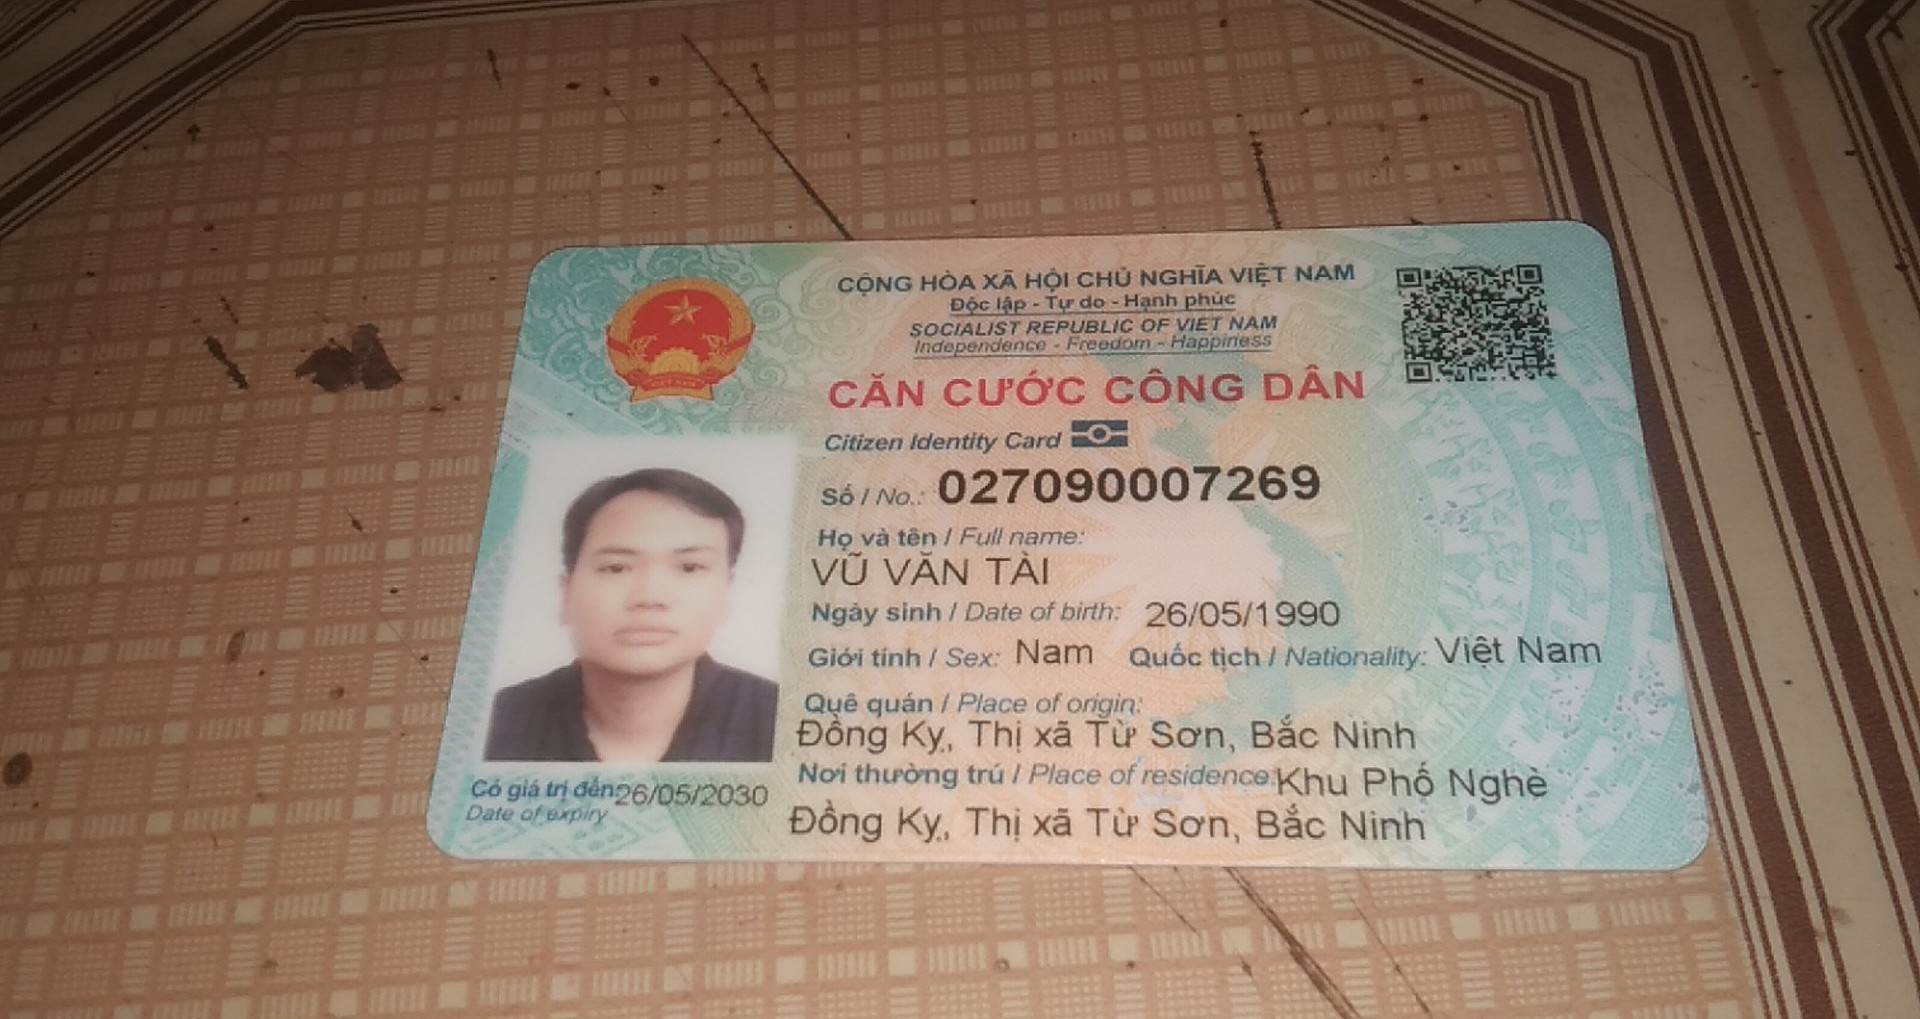 CỘNG HÒA XÃ HỘI CHỦ NGHĨA VIỆT NAM
Độc lập - Tự do - Hạnh phúc
SOCIALIST REPUBLIC OF VIET NAM
Independence - Freedom - Happiness
CĂN CƯỚC CÔNG DÂN
Citizen Identity Card
Số / No.: 027090007269
Họ và tên / Full name:
VŨ VĂN TÀI
Ngày sinh / Date of birth: 26/05/1990
Giới tính / Sex: Nam Quốc tịch / Nationality: Việt Nam
Quê quán / Place of origin:
Đồng Kỵ, Thị xã Từ Sơn, Bắc Ninh
Nơi thường trú / Place of residence: Khu Phố Nghè
Đồng Kỵ, Thị xã Từ Sơn, Bắc Ninh
Có giá trị đến: 26/05/2030
Date of expiry